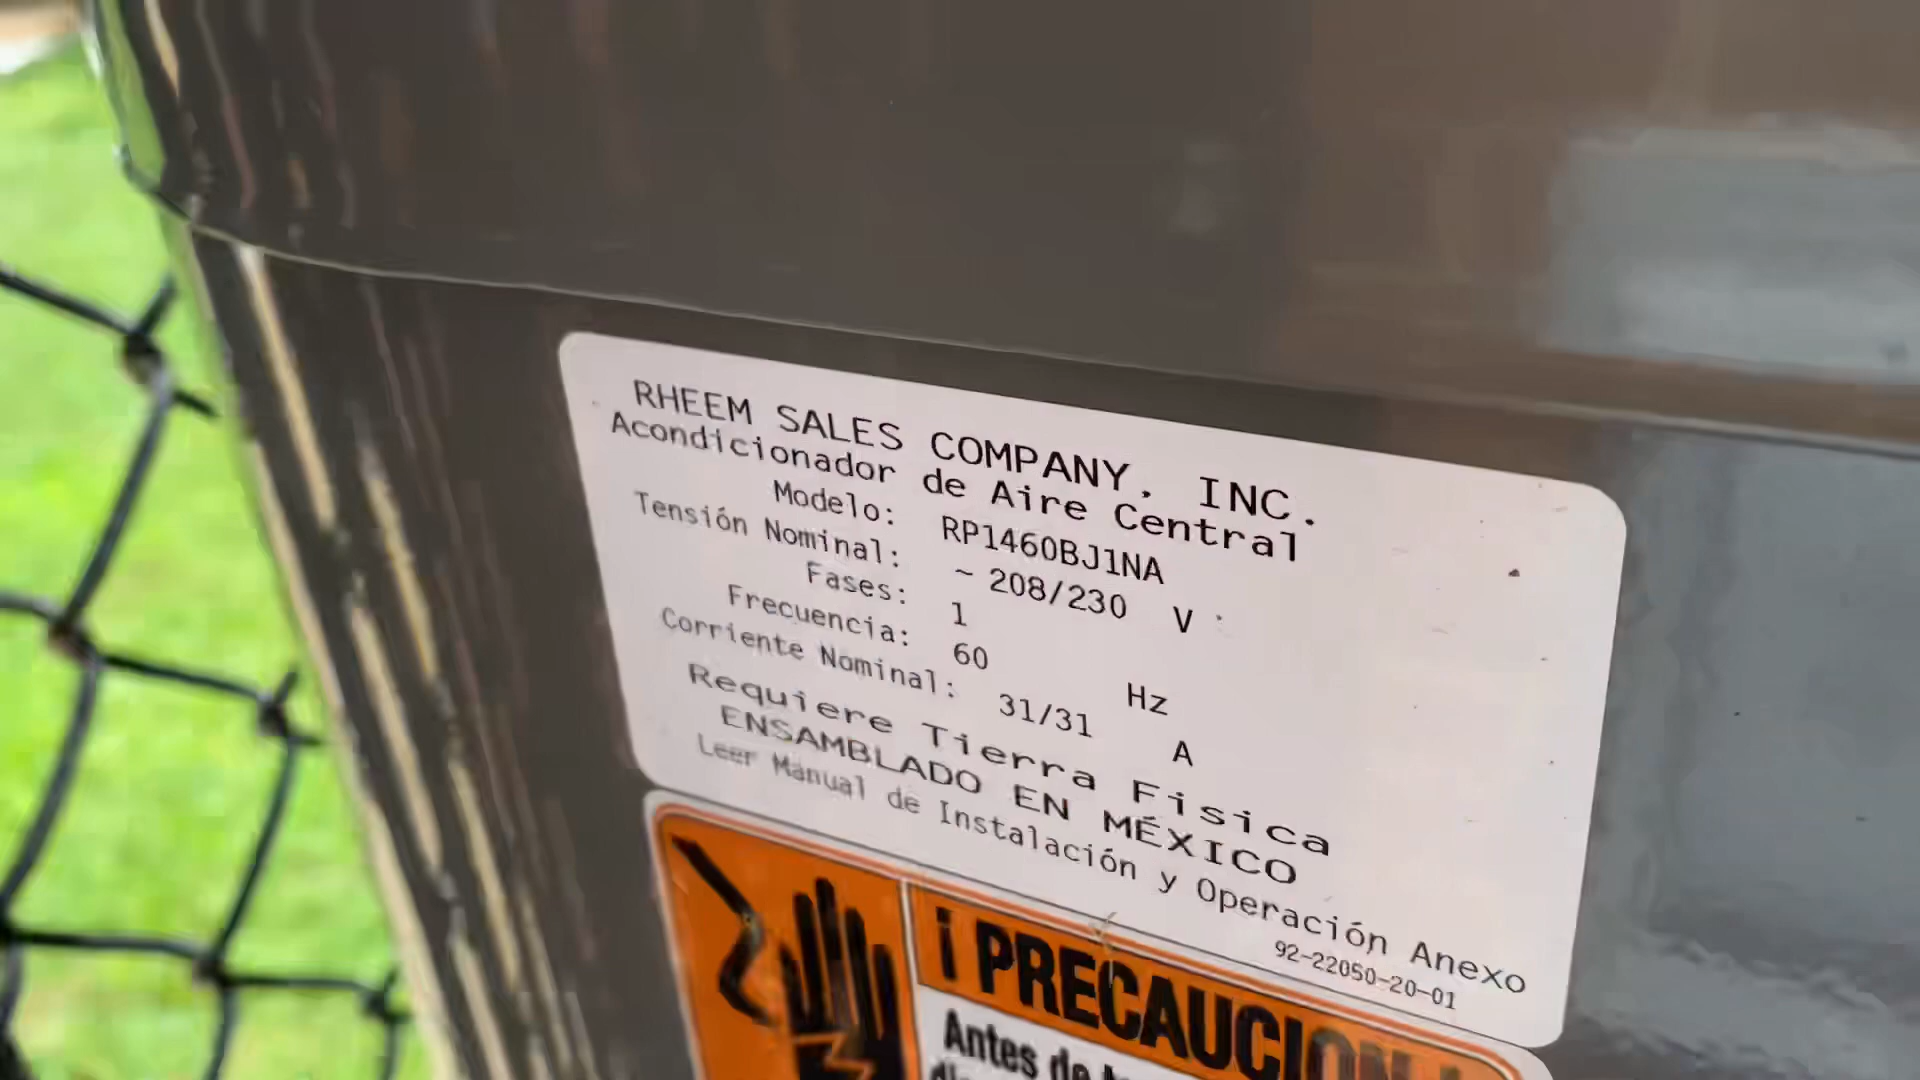 RHEEM SALES COMPANY, INC.
Acondicionador de Aire Central
Modelo: RP1460BJ1NA
Tensión Nominal: ~ 208/230 V
Fases: 1
Frecuencia: 60 Hz
Corriente Nominal: 31/31 A
Requiere Tierra Fisica
ENSAMBLADO EN MÉXICO
Leer Manual de Instalación y Operación Anexo
92-22050-20-01
¡ PRECAUCION !
Antes de